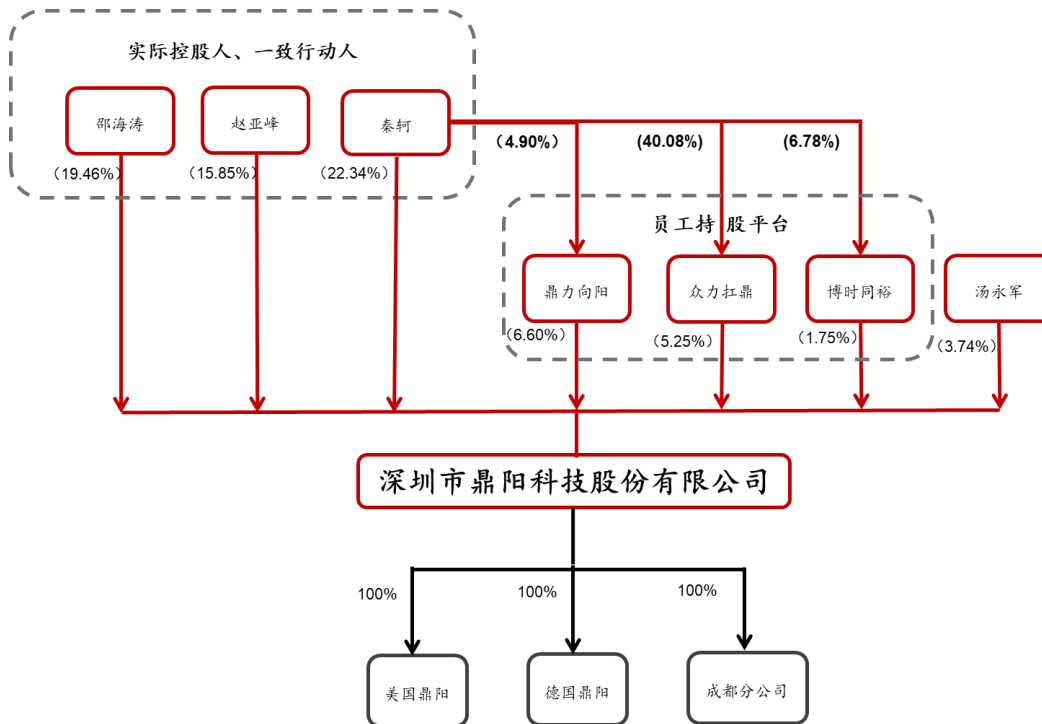 实际控股人、一致行动人
邵海涛
赵亚峰
秦轲
(19.46%)
(15.85%)
(22.34%)
(4.90%)
(40.08%)
(6.78%)
员工持 股平台
鼎力向阳
众力扛鼎
博时同裕
汤永军
(6.60%)
(5.25%)
(1.75%)
(3.74%)
深圳市鼎阳科技股份有限公司
100%
100%
100%
美国鼎阳
德国鼎阳
成都分公司